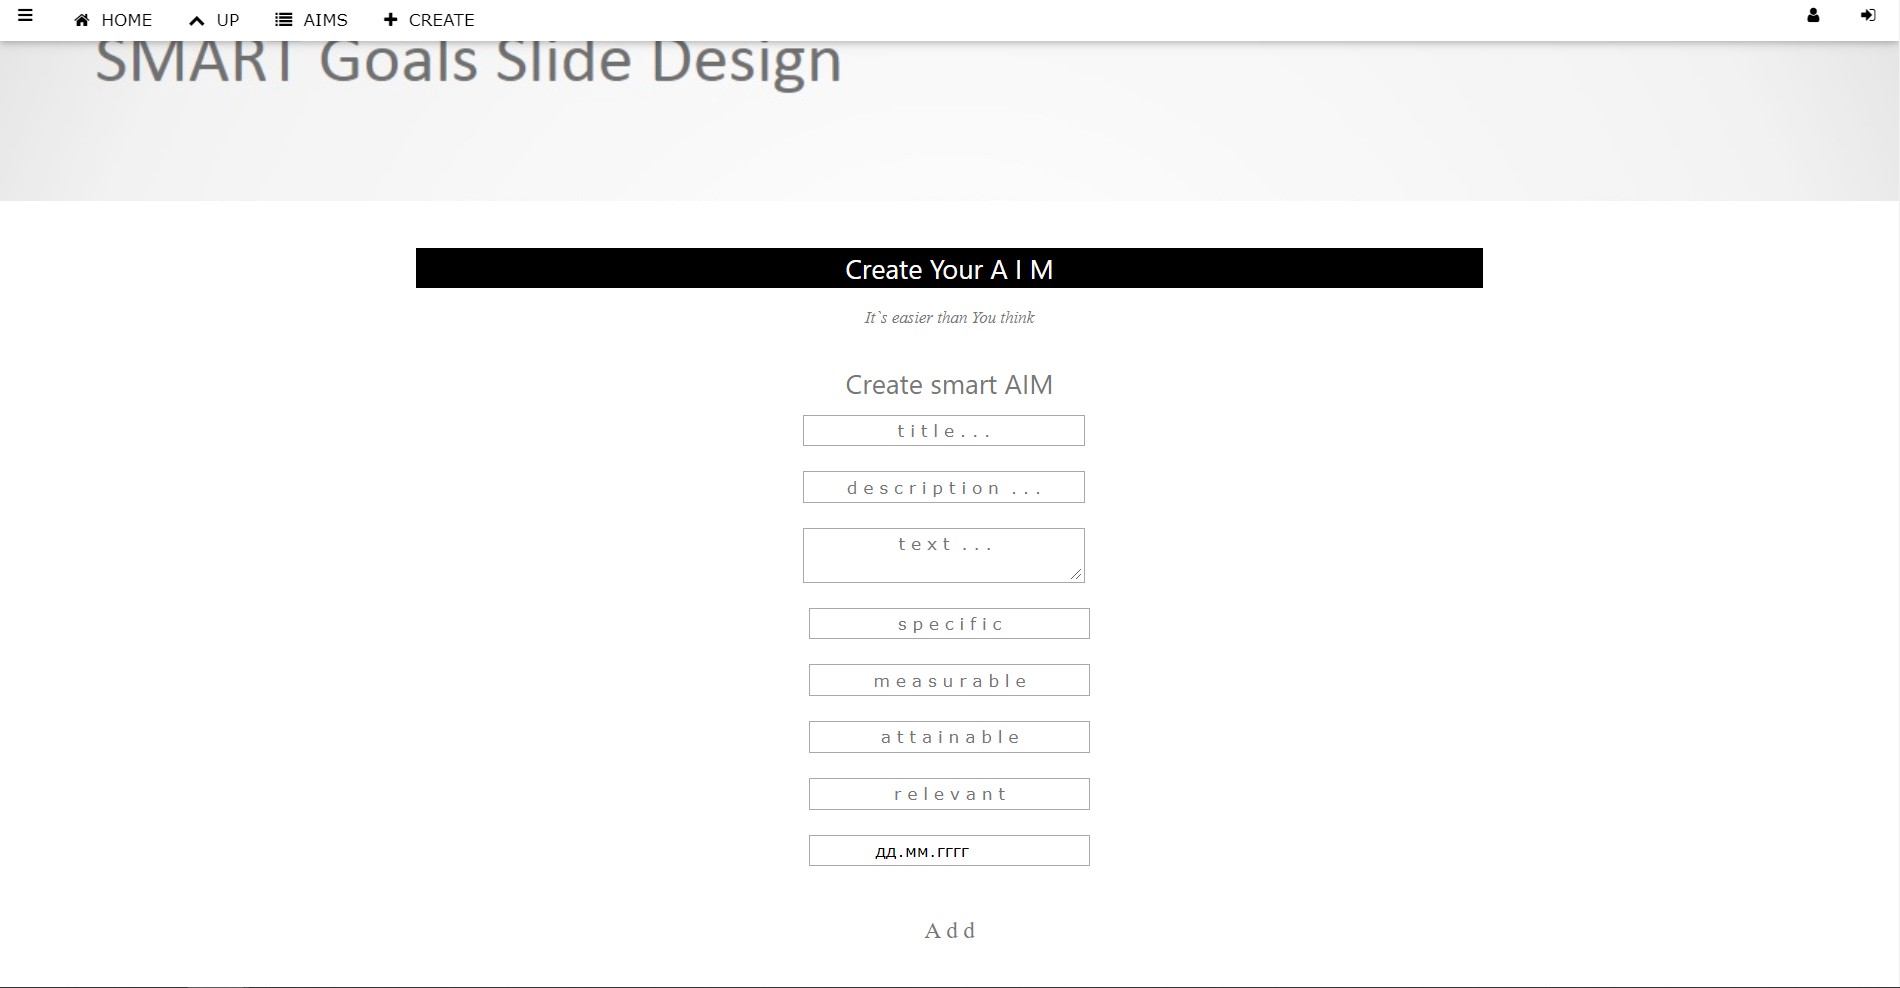 HOME UP AIMS CREATE
SMART Goals Slide Design
Create Your A I M
It`s easier than You think
Create smart AIM
title...
description ...
text ...
specific
measurable
attainable
relevant
дд.мм.гггг
Add